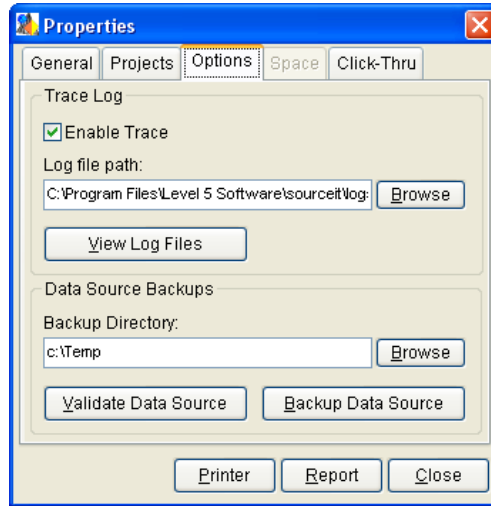 Properties
General Projects Options Space Click-Thru
Trace Log
Enable Trace
Log file path:
C:\Program Files\Level 5 Software\sourceit\log: Browse
View Log Files
Data Source Backups
Backup Directory:
c:\Temp Browse
Validate Data Source Backup Data Source
Printer Report Close